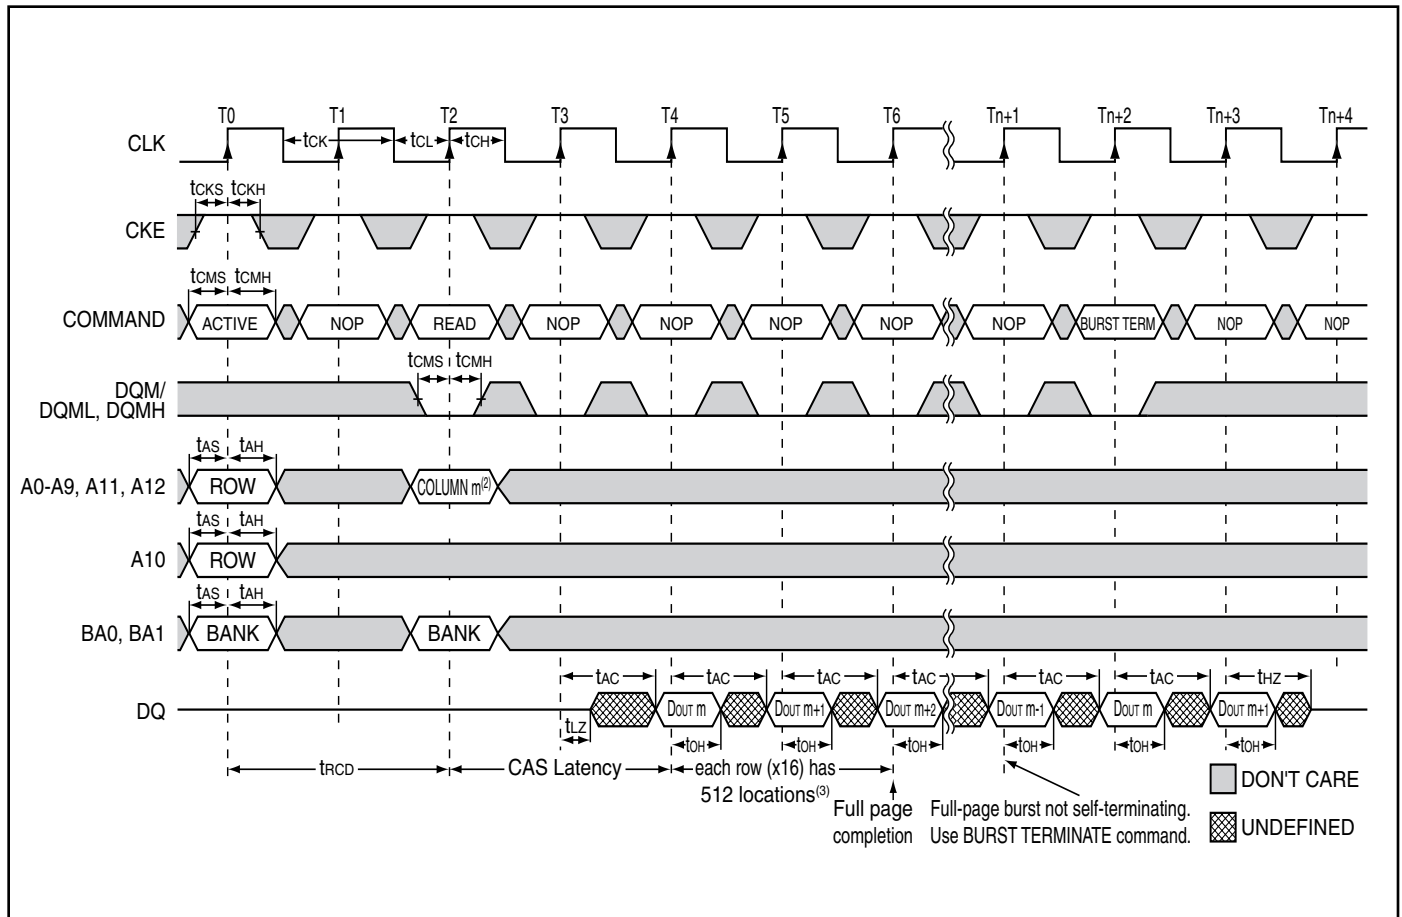 T0 T1 T2 T3 T4 T5 T6 Tn+1 Tn+2 Tn+3 Tn+4
CLK
tCK tCL tCH
tCKS tCKH
CKE
tCMS tCMH
COMMAND ACTIVE NOP READ NOP NOP NOP NOP NOP BURST TERM NOP NOP
tCMS tCMH
DQM/
DQML, DQMH
tAS tAH
A0-A9, A11, A12 ROW COLUMN m(2)
tAS tAH
A10 ROW
tAS tAH
BA0, BA1 BANK BANK
tAC tAC tAC tAC tAC tAC tHZ
DQ DOUT m DOUT m+1 DOUT m+2 DOUT m-1 DOUT m DOUT m+1
tLZ tOH tOH tOH tOH tOH tOH
tRCD CAS Latency each row (x16) has
512 locations(3)
Full page
completion
Full-page burst not self-terminating.
Use BURST TERMINATE command.
DON'T CARE
UNDEFINED